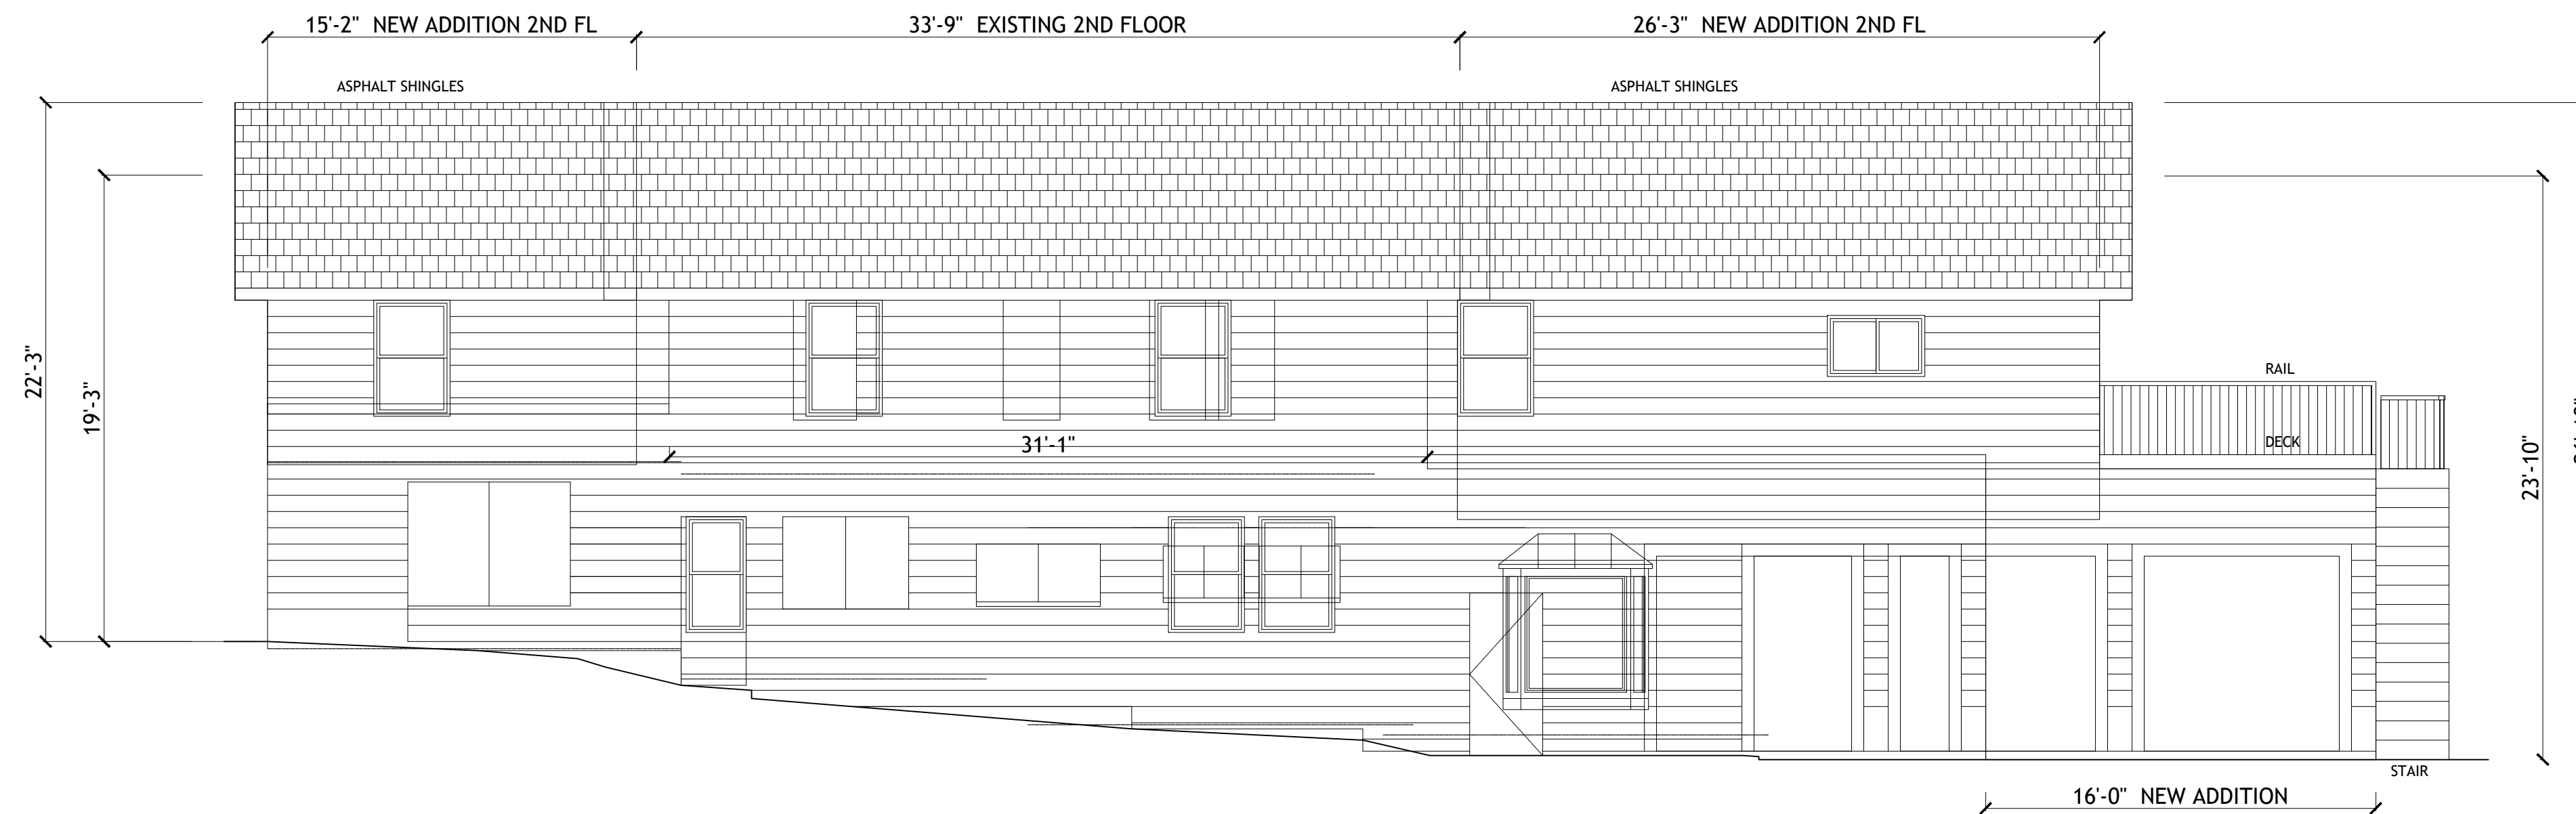 15'-2" NEW ADDITION 2ND FL
33'-9" EXISTING 2ND FLOOR
26'-3" NEW ADDITION 2ND FL
ASPHALT SHINGLES
ASPHALT SHINGLES
22'-3"
19'-3"
RAIL
31'-1"
DECK
23'-10"
STAIR
16'-0" NEW ADDITION